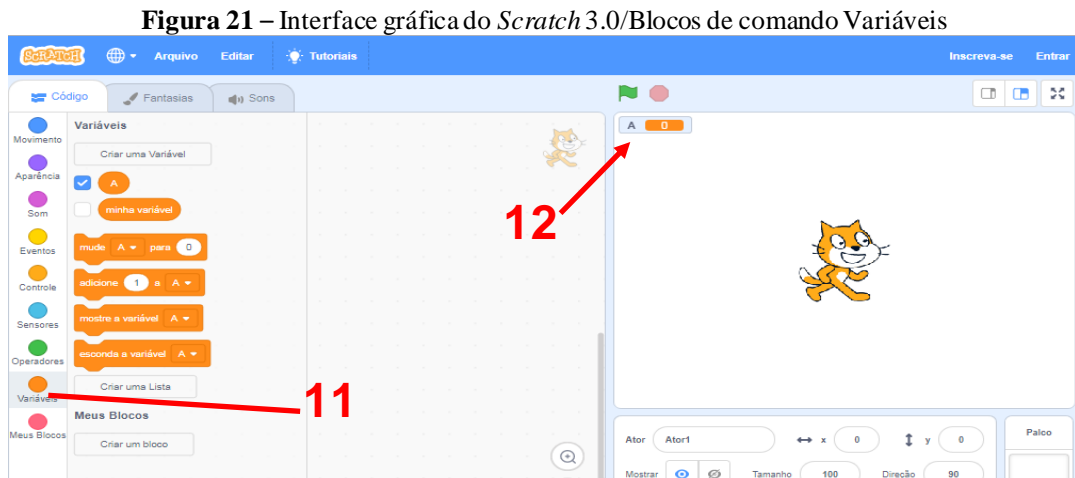 Figura 21 – Interface gráfica do Scratch 3.0/Blocos de comando Variáveis
SCRATCH Arquivo Editar Tutoriais Inscreva-se Entrar
Código Fantasias Sons
Movimento
Aparência
Som
Eventos
Controle
Sensores
Operadores
Variáveis
Meus Blocos
Variáveis
Criar uma Variável
A
minha variável
mude A para 0
adicione 1 a A
mostre a variável A
esconda a variável A
Criar uma Lista
Meus Blocos
Criar um bloco
11
12
A 0
Ator Ator1 x 0 y 0
Mostrar Tamanho 100 Direção 90
Palco